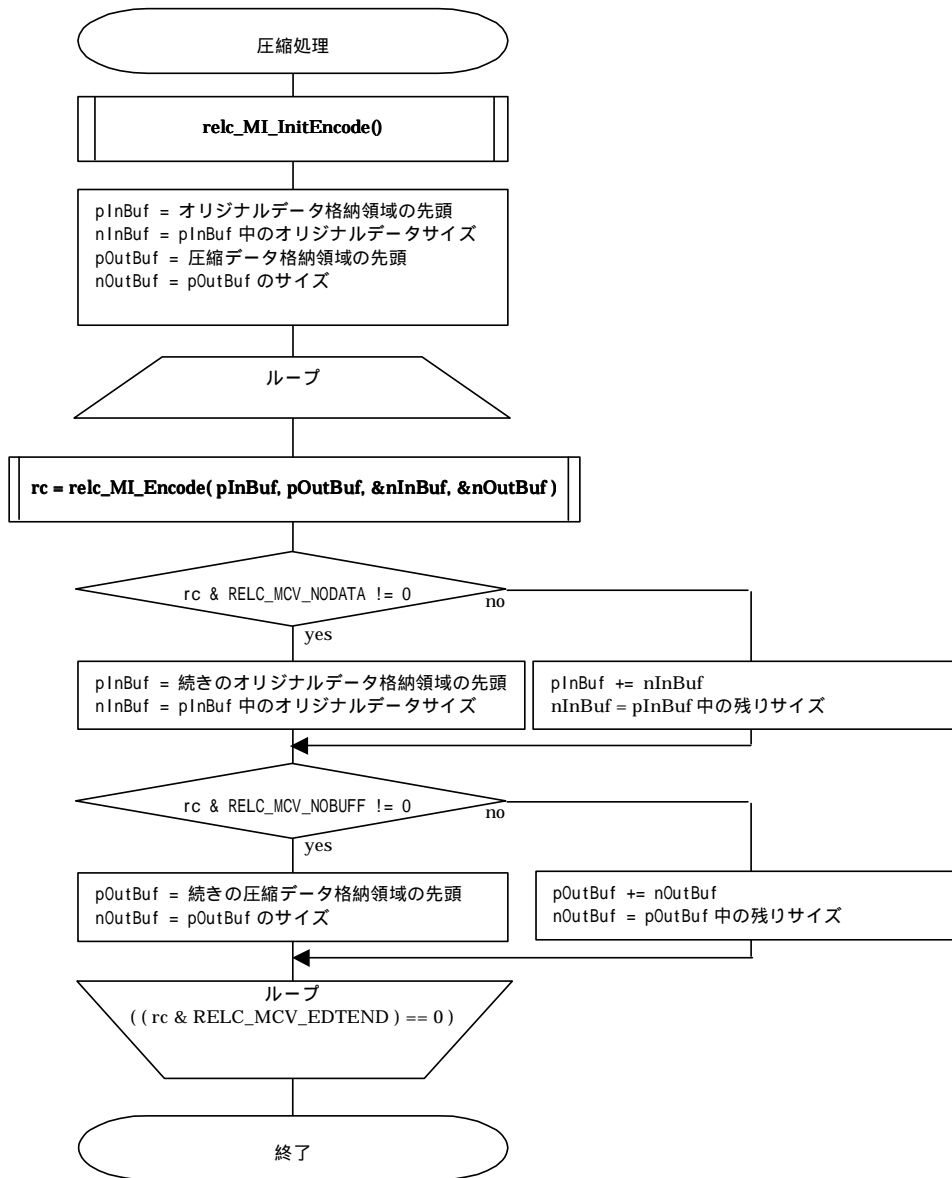 圧縮処理
relc_MI_InitEncode()
pInBuf = オリジナルデータ格納領域の先頭
nInBuf = pInBuf 中のオリジナルデータサイズ
pOutBuf = 圧縮データ格納領域の先頭
nOutBuf = pOutBuf のサイズ
ループ
rc = relc_MI_Encode( pInBuf, pOutBuf, &nInBuf, &nOutBuf )
rc & RELC_MCV_NODATA != 0
no
yes
pInBuf = 続きのオリジナルデータ格納領域の先頭
nInBuf = pInBuf 中のオリジナルデータサイズ
pInBuf += nInBuf
nInBuf = pInBuf 中の残りサイズ
rc & RELC_MCV_NOBUFF != 0
no
yes
pOutBuf = 続きの圧縮データ格納領域の先頭
nOutBuf = pOutBuf のサイズ
pOutBuf += nOutBuf
nOutBuf = pOutBuf 中の残りサイズ
ループ
( ( rc & RELC_MCV_EDTEND ) == 0 )
終了